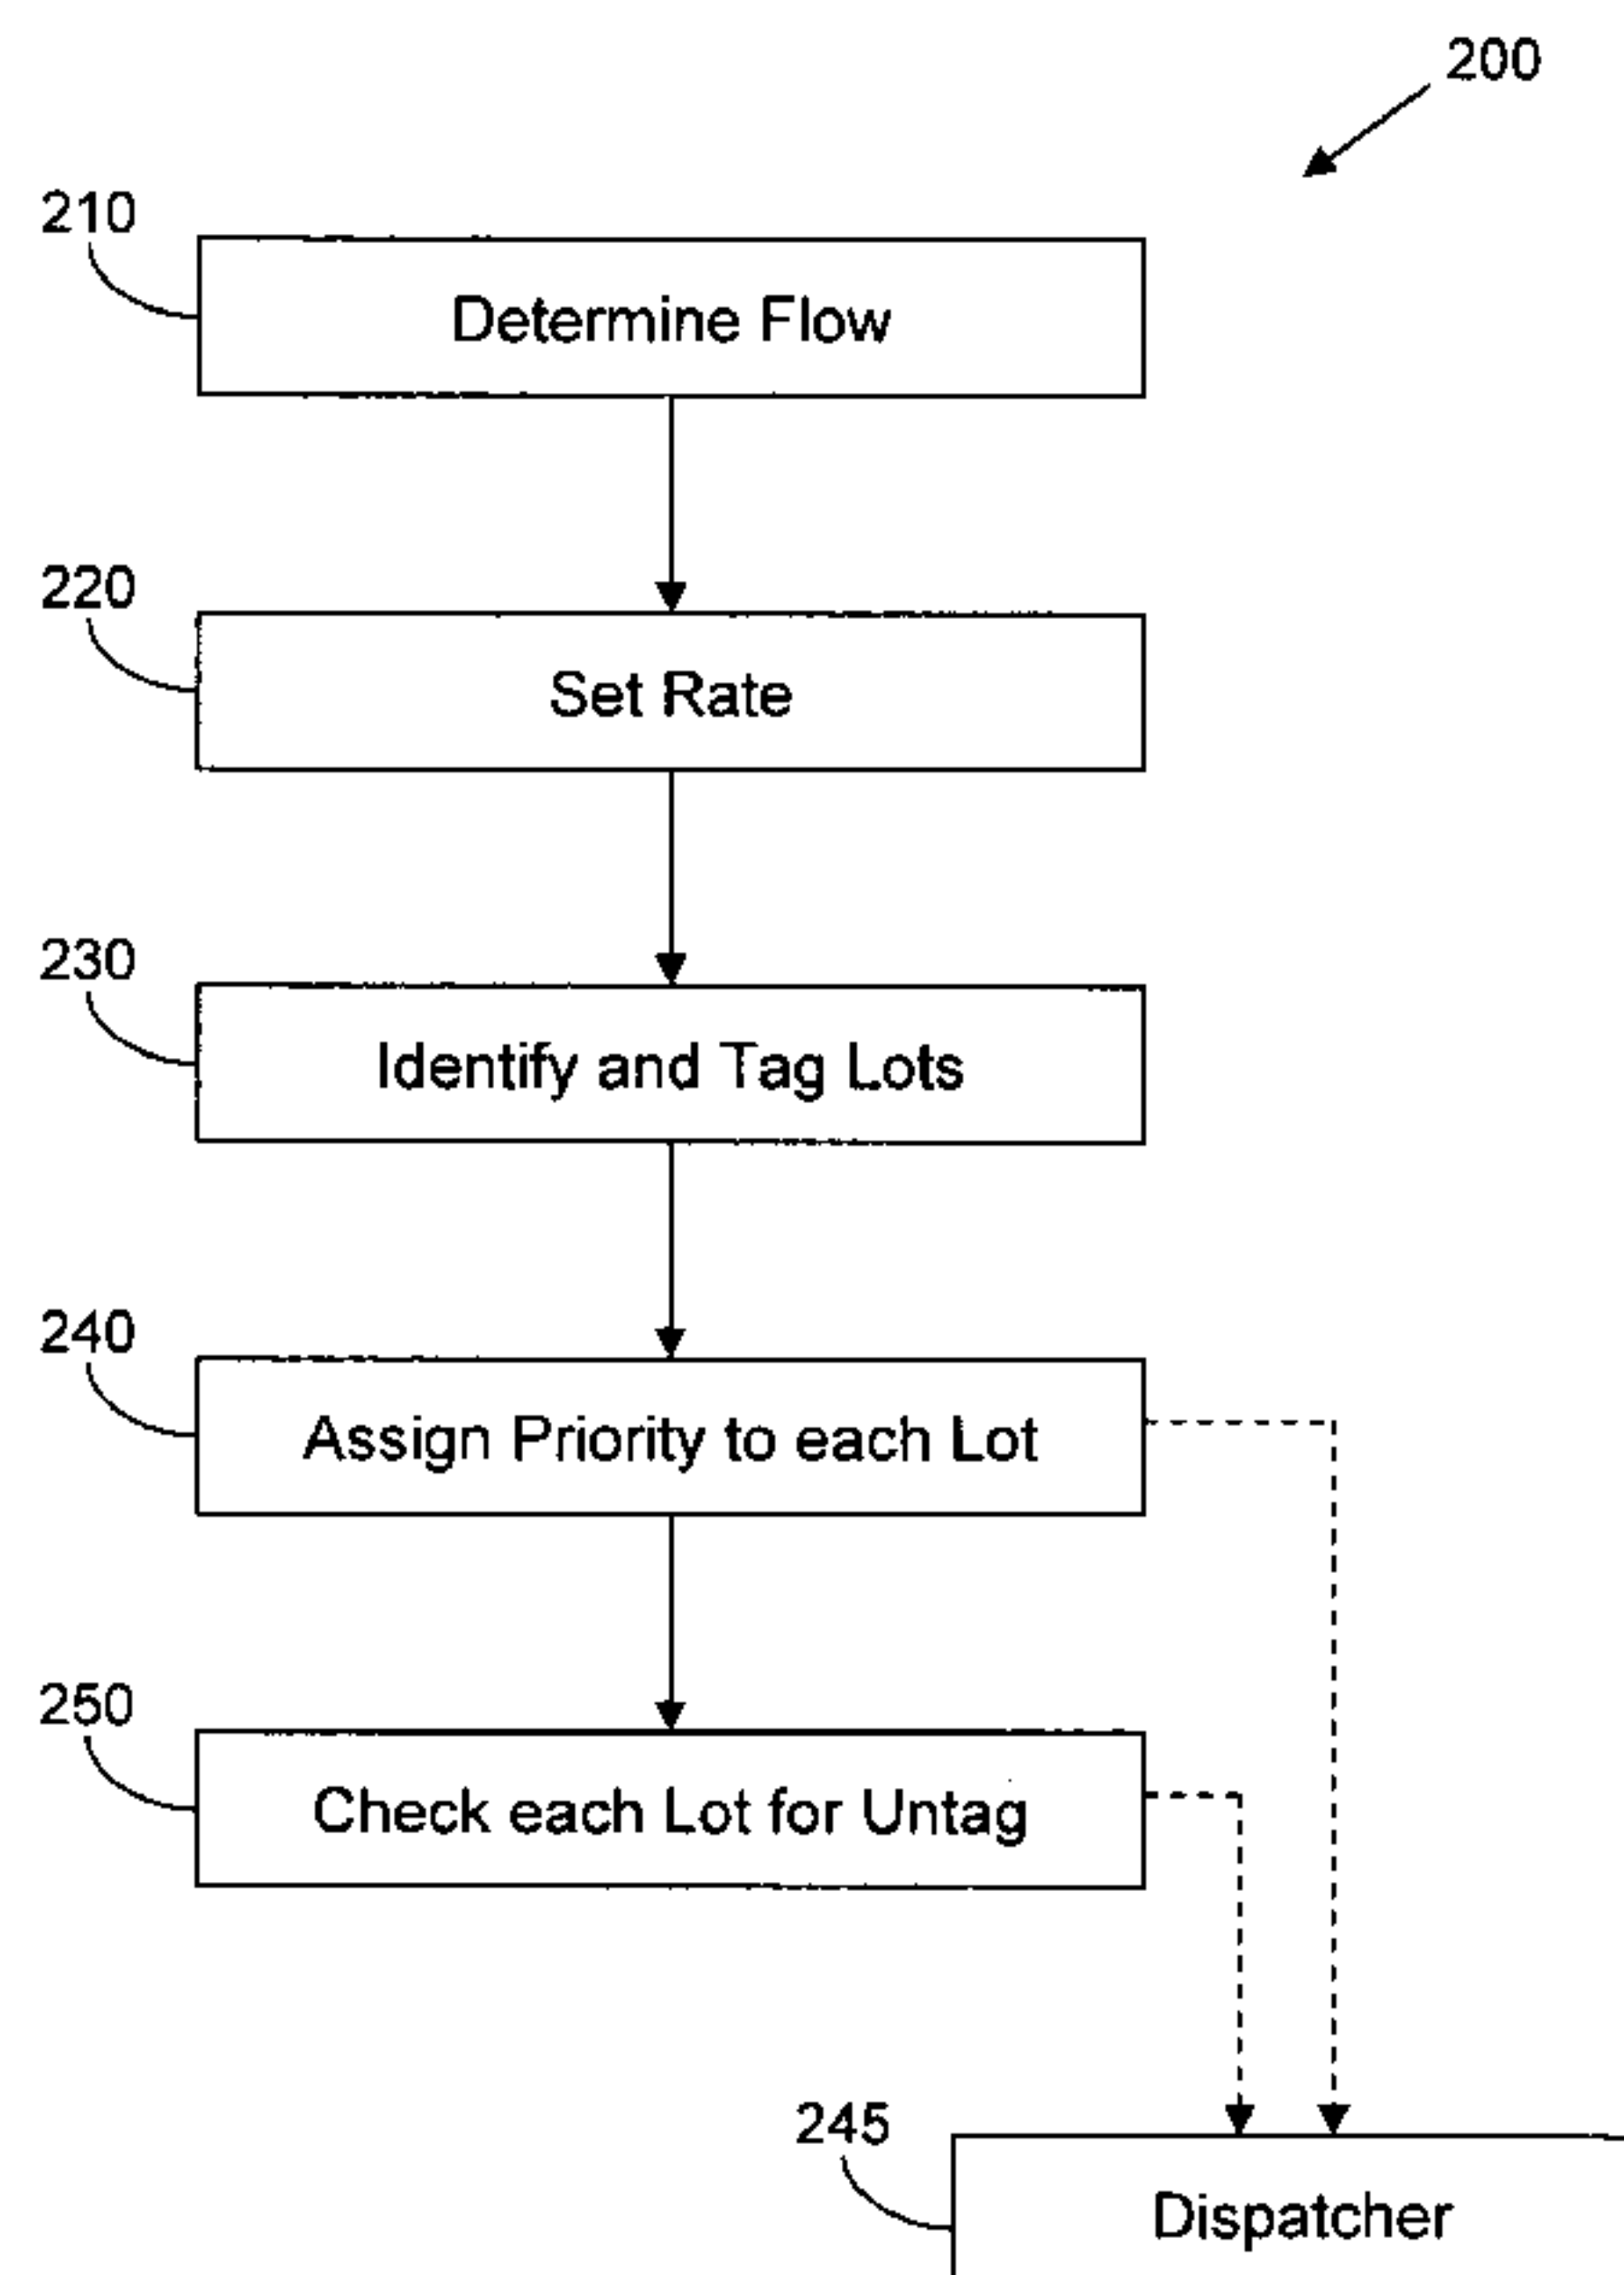 200
210
Determine Flow
220
Set Rate
230
Identify and Tag Lots
240
Assign Priority to each Lot
250
Check each Lot for Untag
245
Dispatcher